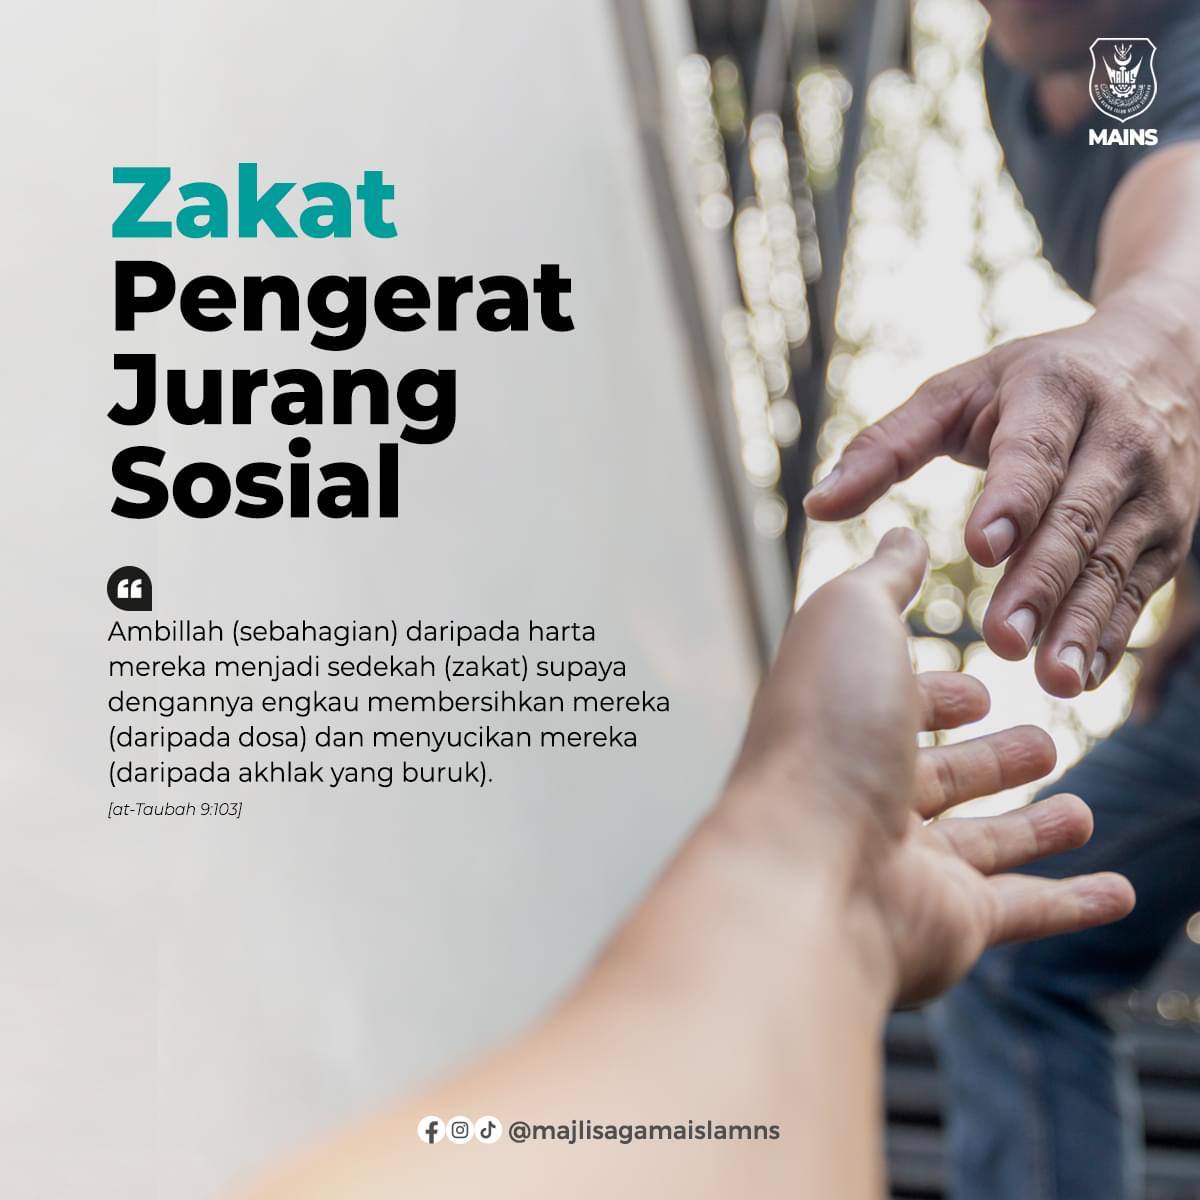 MAINS
MAINS
Zakat
Pengerat
Jurang
Sosial
Ambillah (sebahagian) daripada harta
mereka menjadi sedekah (zakat) supaya
dengannya engkau membersihkan mereka
(daripada dosa) dan menyucikan mereka
(daripada akhlak yang buruk).
[at-Taubah 9:103]
@majlisagamaislamns